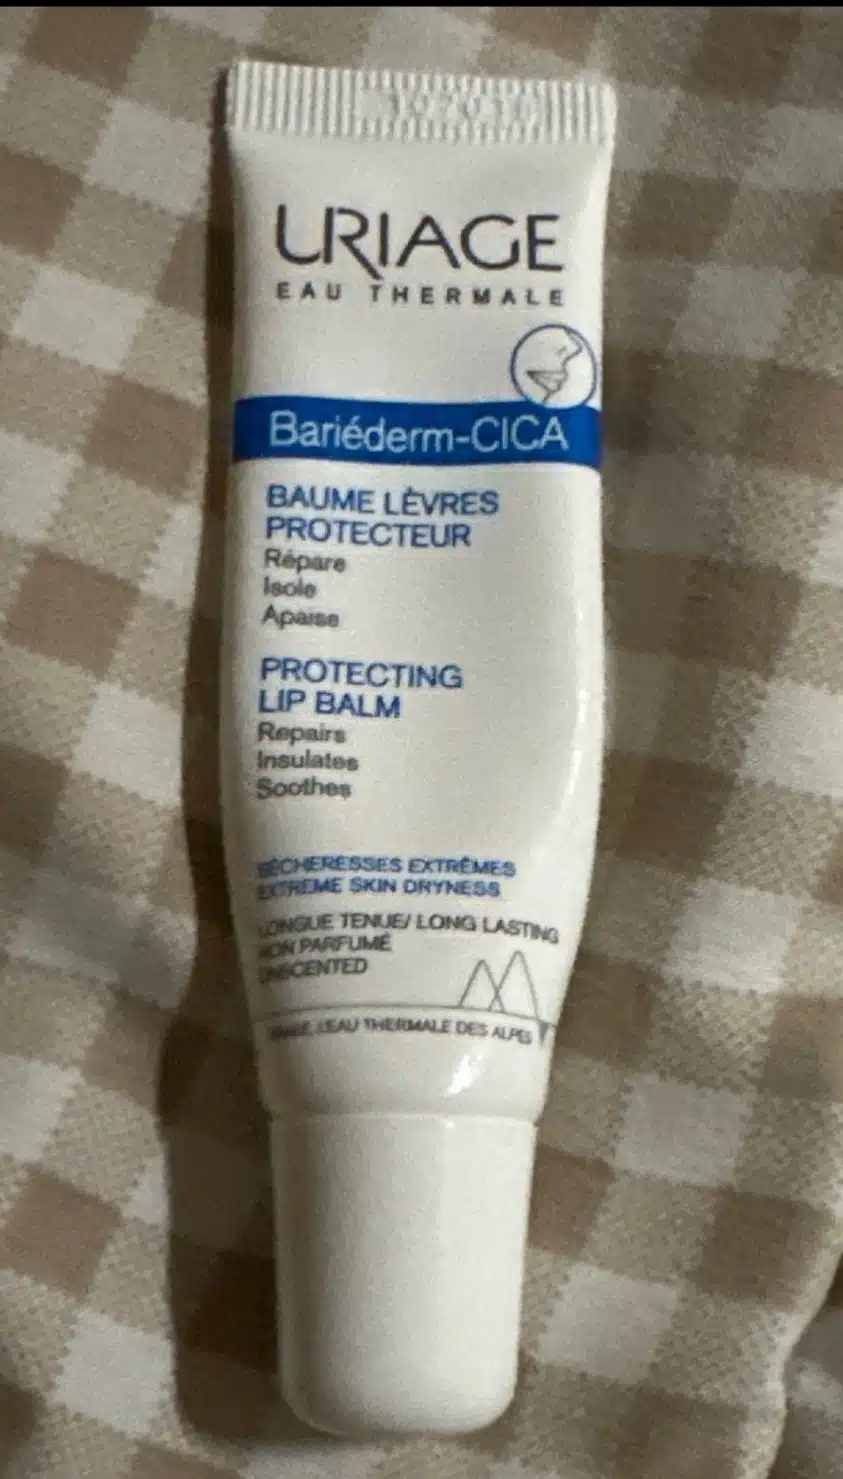 URIAGE
EAU THERMALE
Bariéderm-CICA
BAUME LÈVRES
PROTECTEUR
Répare
Isole
Apaise
PROTECTING
LIP BALM
Repairs
Insulates
Soothes
SÉCHERESSES EXTRÊMES
EXTREME SKIN DRYNESS
LONGUE TENUE/ LONG LASTING
NON PARFUMÉ
UNSCENTED
L'EAU THERMALE DES ALPES